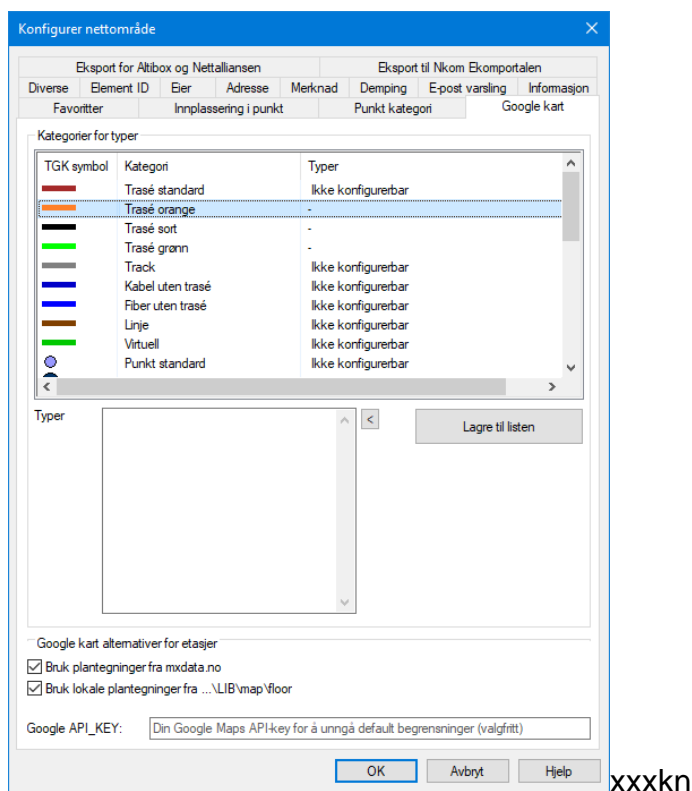 Konfigurer nettområde
Eksport for Altibox og Nettalliansen Eksport til Nkom Ekomportalen
Diverse Element ID Eier Adresse Merknad Demping E-post varsling Informasjon
Favoritter Innplassering i punkt Punkt kategori Google kart
Kategorier for typer
TGK symbol Kategori Typer
Trasé standard Ikke konfigurerbar
Trasé orange -
Trasé sort -
Trasé grønn -
Track Ikke konfigurerbar
Kabel uten trasé Ikke konfigurerbar
Fiber uten trasé Ikke konfigurerbar
Linje Ikke konfigurerbar
Virtuell Ikke konfigurerbar
Punkt standard Ikke konfigurerbar
Typer < Lagre til listen
Google kart alternativer for etasjer
Bruk plantegninger fra mxdata.no
Bruk lokale plantegninger fra ...\LIB\map\floor
Google API_KEY: Din Google Maps API-key for å unngå default begrensninger (valgfritt)
OK Avbryt Hjelp xxxkn